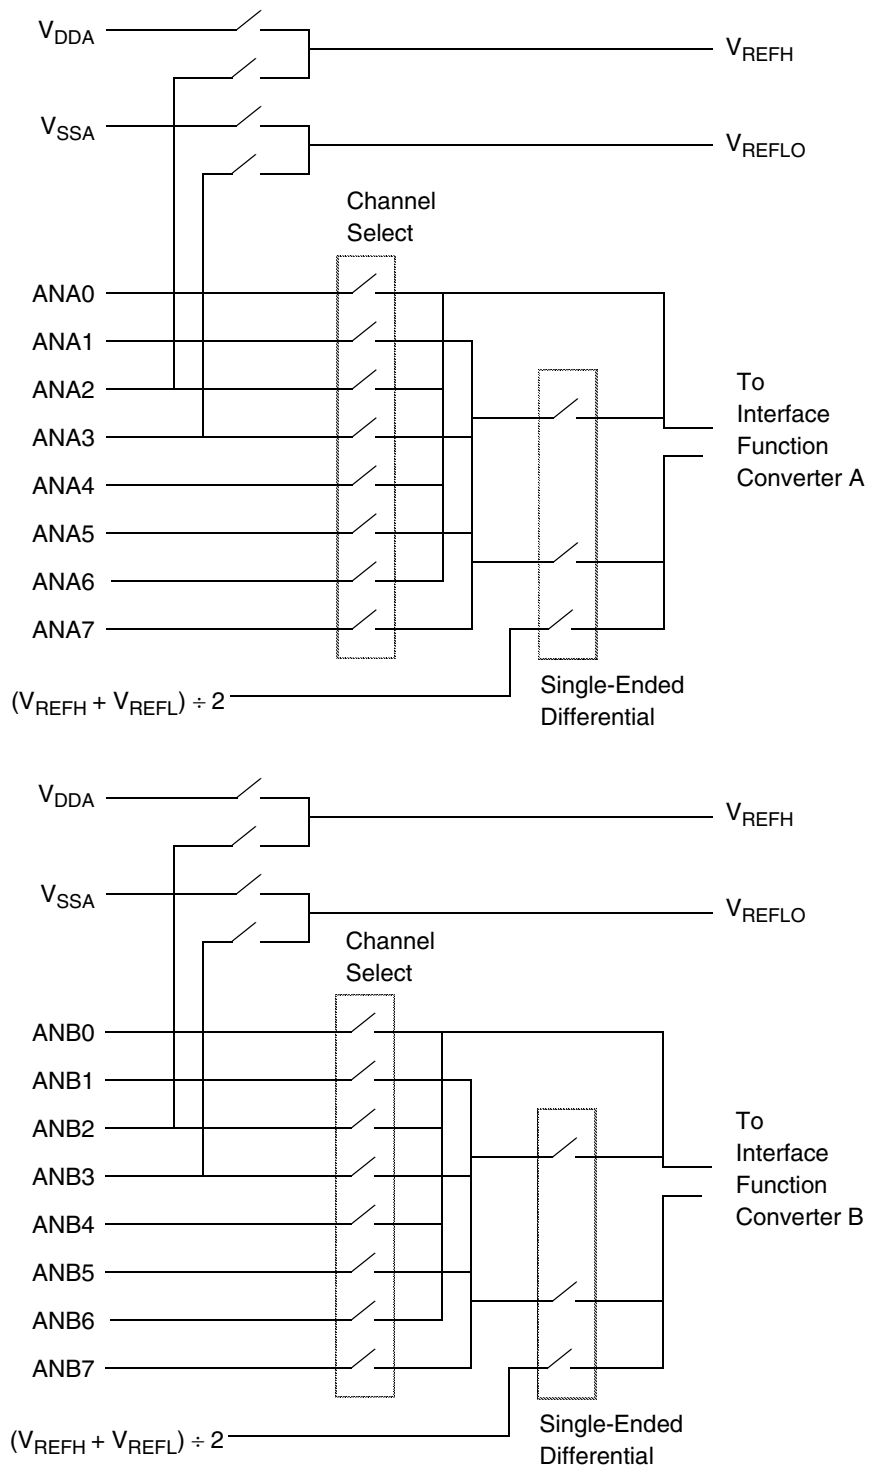 VDDA
VREFH
VSSA
VREFLO
Channel
Select
ANA0
ANA1
ANA2
ANA3
ANA4
ANA5
ANA6
ANA7
To
Interface
Function
Converter A
(VREFH + VREFL) ÷ 2
Single-Ended
Differential
VDDA
VREFH
VSSA
VREFLO
Channel
Select
ANB0
ANB1
ANB2
ANB3
ANB4
ANB5
ANB6
ANB7
To
Interface
Function
Converter B
(VREFH + VREFL) ÷ 2
Single-Ended
Differential